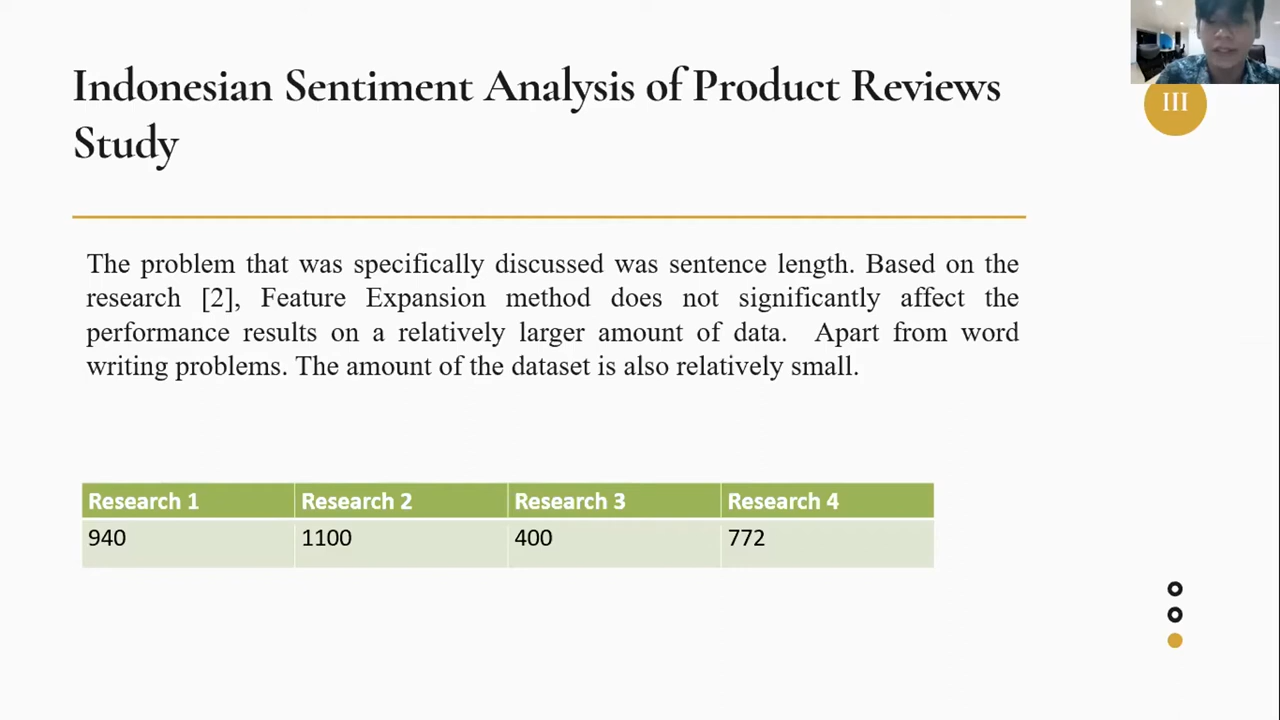 Indonesian Sentiment Analysis of Product Reviews
Study
III
The problem that was specifically discussed was sentence length. Based on the
research [2], Feature Expansion method does not significantly affect the
performance results on a relatively larger amount of data.  Apart from word
writing problems. The amount of the dataset is also relatively small.
Research 1 Research 2 Research 3 Research 4
940 1100 400 772